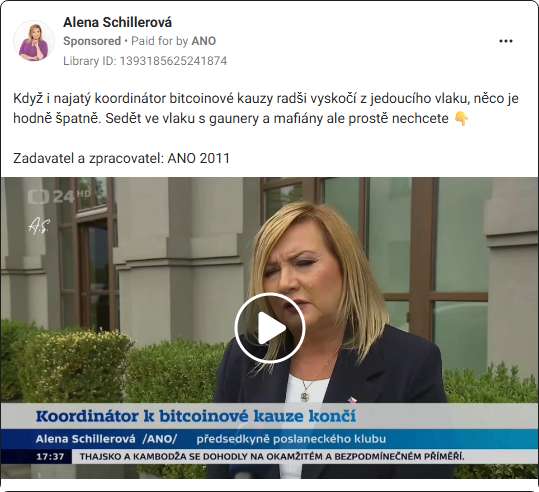 Alena Schillerová
Sponsored • Paid for by ANO
Library ID: 1393185625241874
Když i najatý koordinátor bitcoinové kauzy radši vyskočí z jedoucího vlaku, něco je
hodně špatně. Sedět ve vlaku s gaunery a mafiány ale prostě nechcete 👇
Zadavatel a zpracovatel: ANO 2011
24 HD
A.S.
Koordinátor k bitcoinové kauze končí
Alena Schillerová /ANO/ předsedkyně poslaneckého klubu
17:37 THAJSKO A KAMBODŽA SE DOHODLY NA OKAMŽITÉM A BEZPODMÍNEČNÉM PŘÍMĚŘÍ.